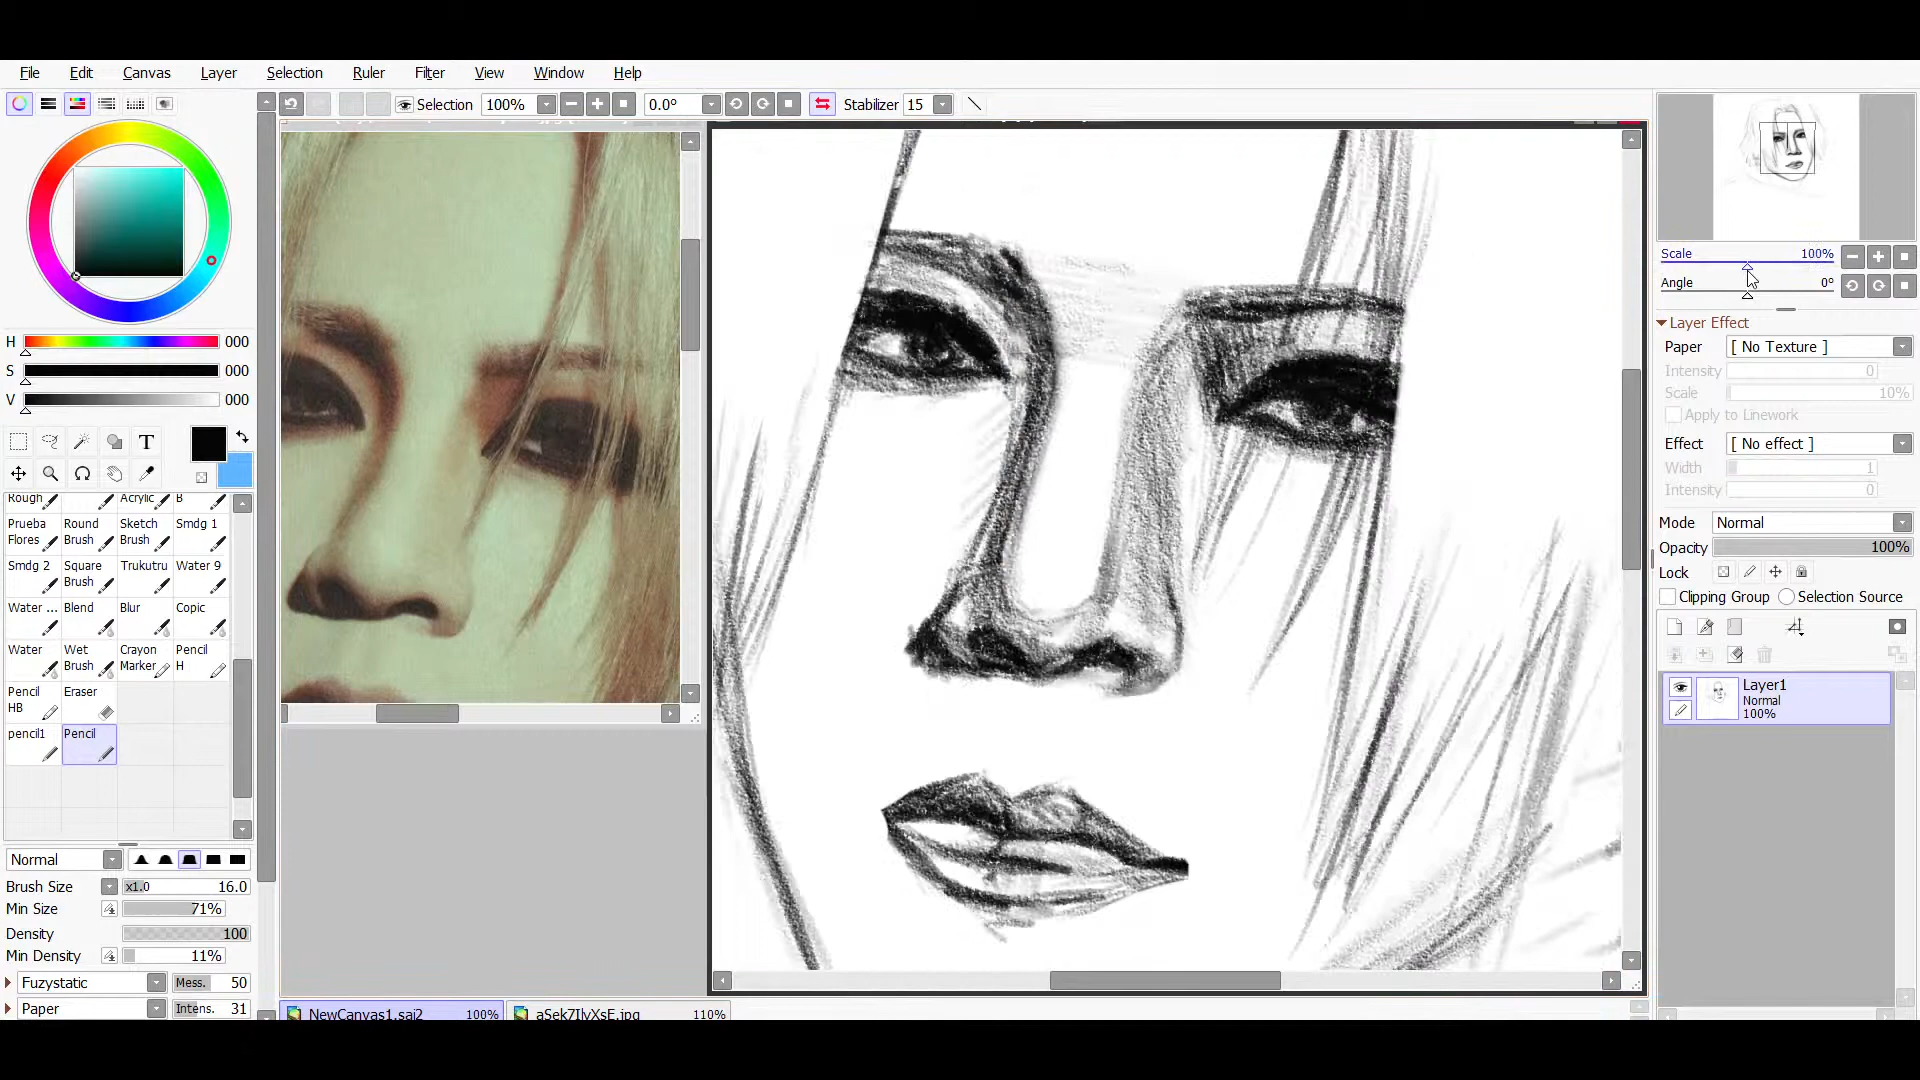 File Edit Canvas Layer Selection Ruler Filter View Window Help
Selection 100% 0.0° Stabilizer 15
Scale 100%
Angle 0°
Layer Effect
Paper [ No Texture ]
Intensity 0
Scale 10%
Apply to Linework
Effect [ No effect ]
Width 1
Intensity 0
Mode Normal
Opacity 100%
Lock
Clipping Group Selection Source
Layer1
Normal
100%
H 000
S 000
V 000
T
Rough Acrylic B
Prueba Flores Round Brush Sketch Brush Smdg 1
Smdg 2 Square Brush Trukutru Water 9
Water ... Blend Blur Copic
Water Wet Brush Crayon Marker Pencil H
Pencil HB Eraser
pencil1 Pencil
Normal
Brush Size x1.0 16.0
Min Size 71%
Density 100
Min Density 11%
Fuzystatic Mess. 50
Paper Intens. 31
NewCanvas1.sai2 100% aSek7IlyXsE.jpg 110%